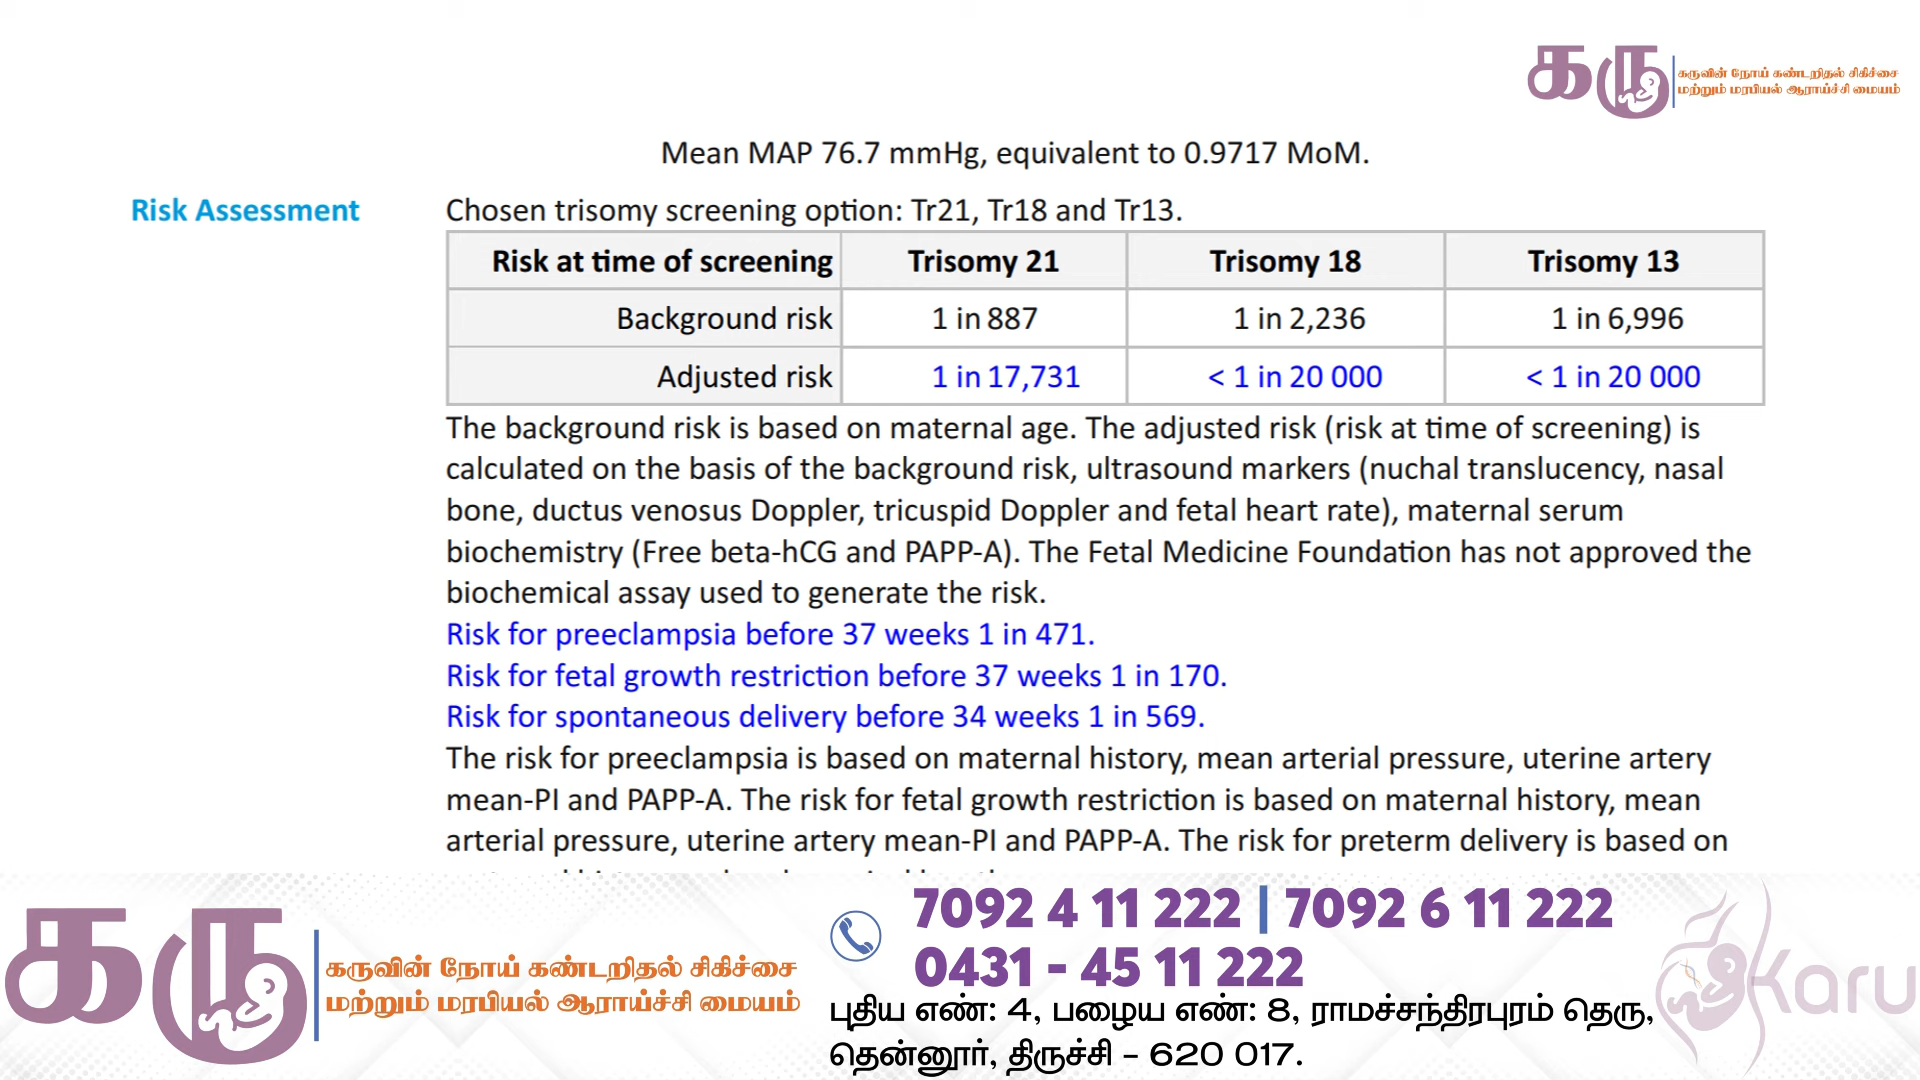 கரு
கருவின் நோய் கண்டறிதல் சிகிச்சை
மற்றும் மரபியல் ஆராய்ச்சி மையம்
Mean MAP 76.7 mmHg, equivalent to 0.9717 MoM.
Risk Assessment
Chosen trisomy screening option: Tr21, Tr18 and Tr13.
Risk at time of screening Trisomy 21 Trisomy 18 Trisomy 13
Background risk 1 in 887 1 in 2,236 1 in 6,996
Adjusted risk 1 in 17,731 < 1 in 20 000 < 1 in 20 000
The background risk is based on maternal age. The adjusted risk (risk at time of screening) is
calculated on the basis of the background risk, ultrasound markers (nuchal translucency, nasal
bone, ductus venosus Doppler, tricuspid Doppler and fetal heart rate), maternal serum
biochemistry (Free beta-hCG and PAPP-A). The Fetal Medicine Foundation has not approved the
biochemical assay used to generate the risk.
Risk for preeclampsia before 37 weeks 1 in 471.
Risk for fetal growth restriction before 37 weeks 1 in 170.
Risk for spontaneous delivery before 34 weeks 1 in 569.
The risk for preeclampsia is based on maternal history, mean arterial pressure, uterine artery
mean-PI and PAPP-A. The risk for fetal growth restriction is based on maternal history, mean
arterial pressure, uterine artery mean-PI and PAPP-A. The risk for preterm delivery is based on
கரு
கருவின் நோய் கண்டறிதல் சிகிச்சை
மற்றும் மரபியல் ஆராய்ச்சி மையம்
7092 4 11 222 | 7092 6 11 222
0431 - 45 11 222
புதிய எண்: 4, பழைய எண்: 8, ராமச்சந்திரபுரம் தெரு,
தென்னூர், திருச்சி – 620 017.
Karu